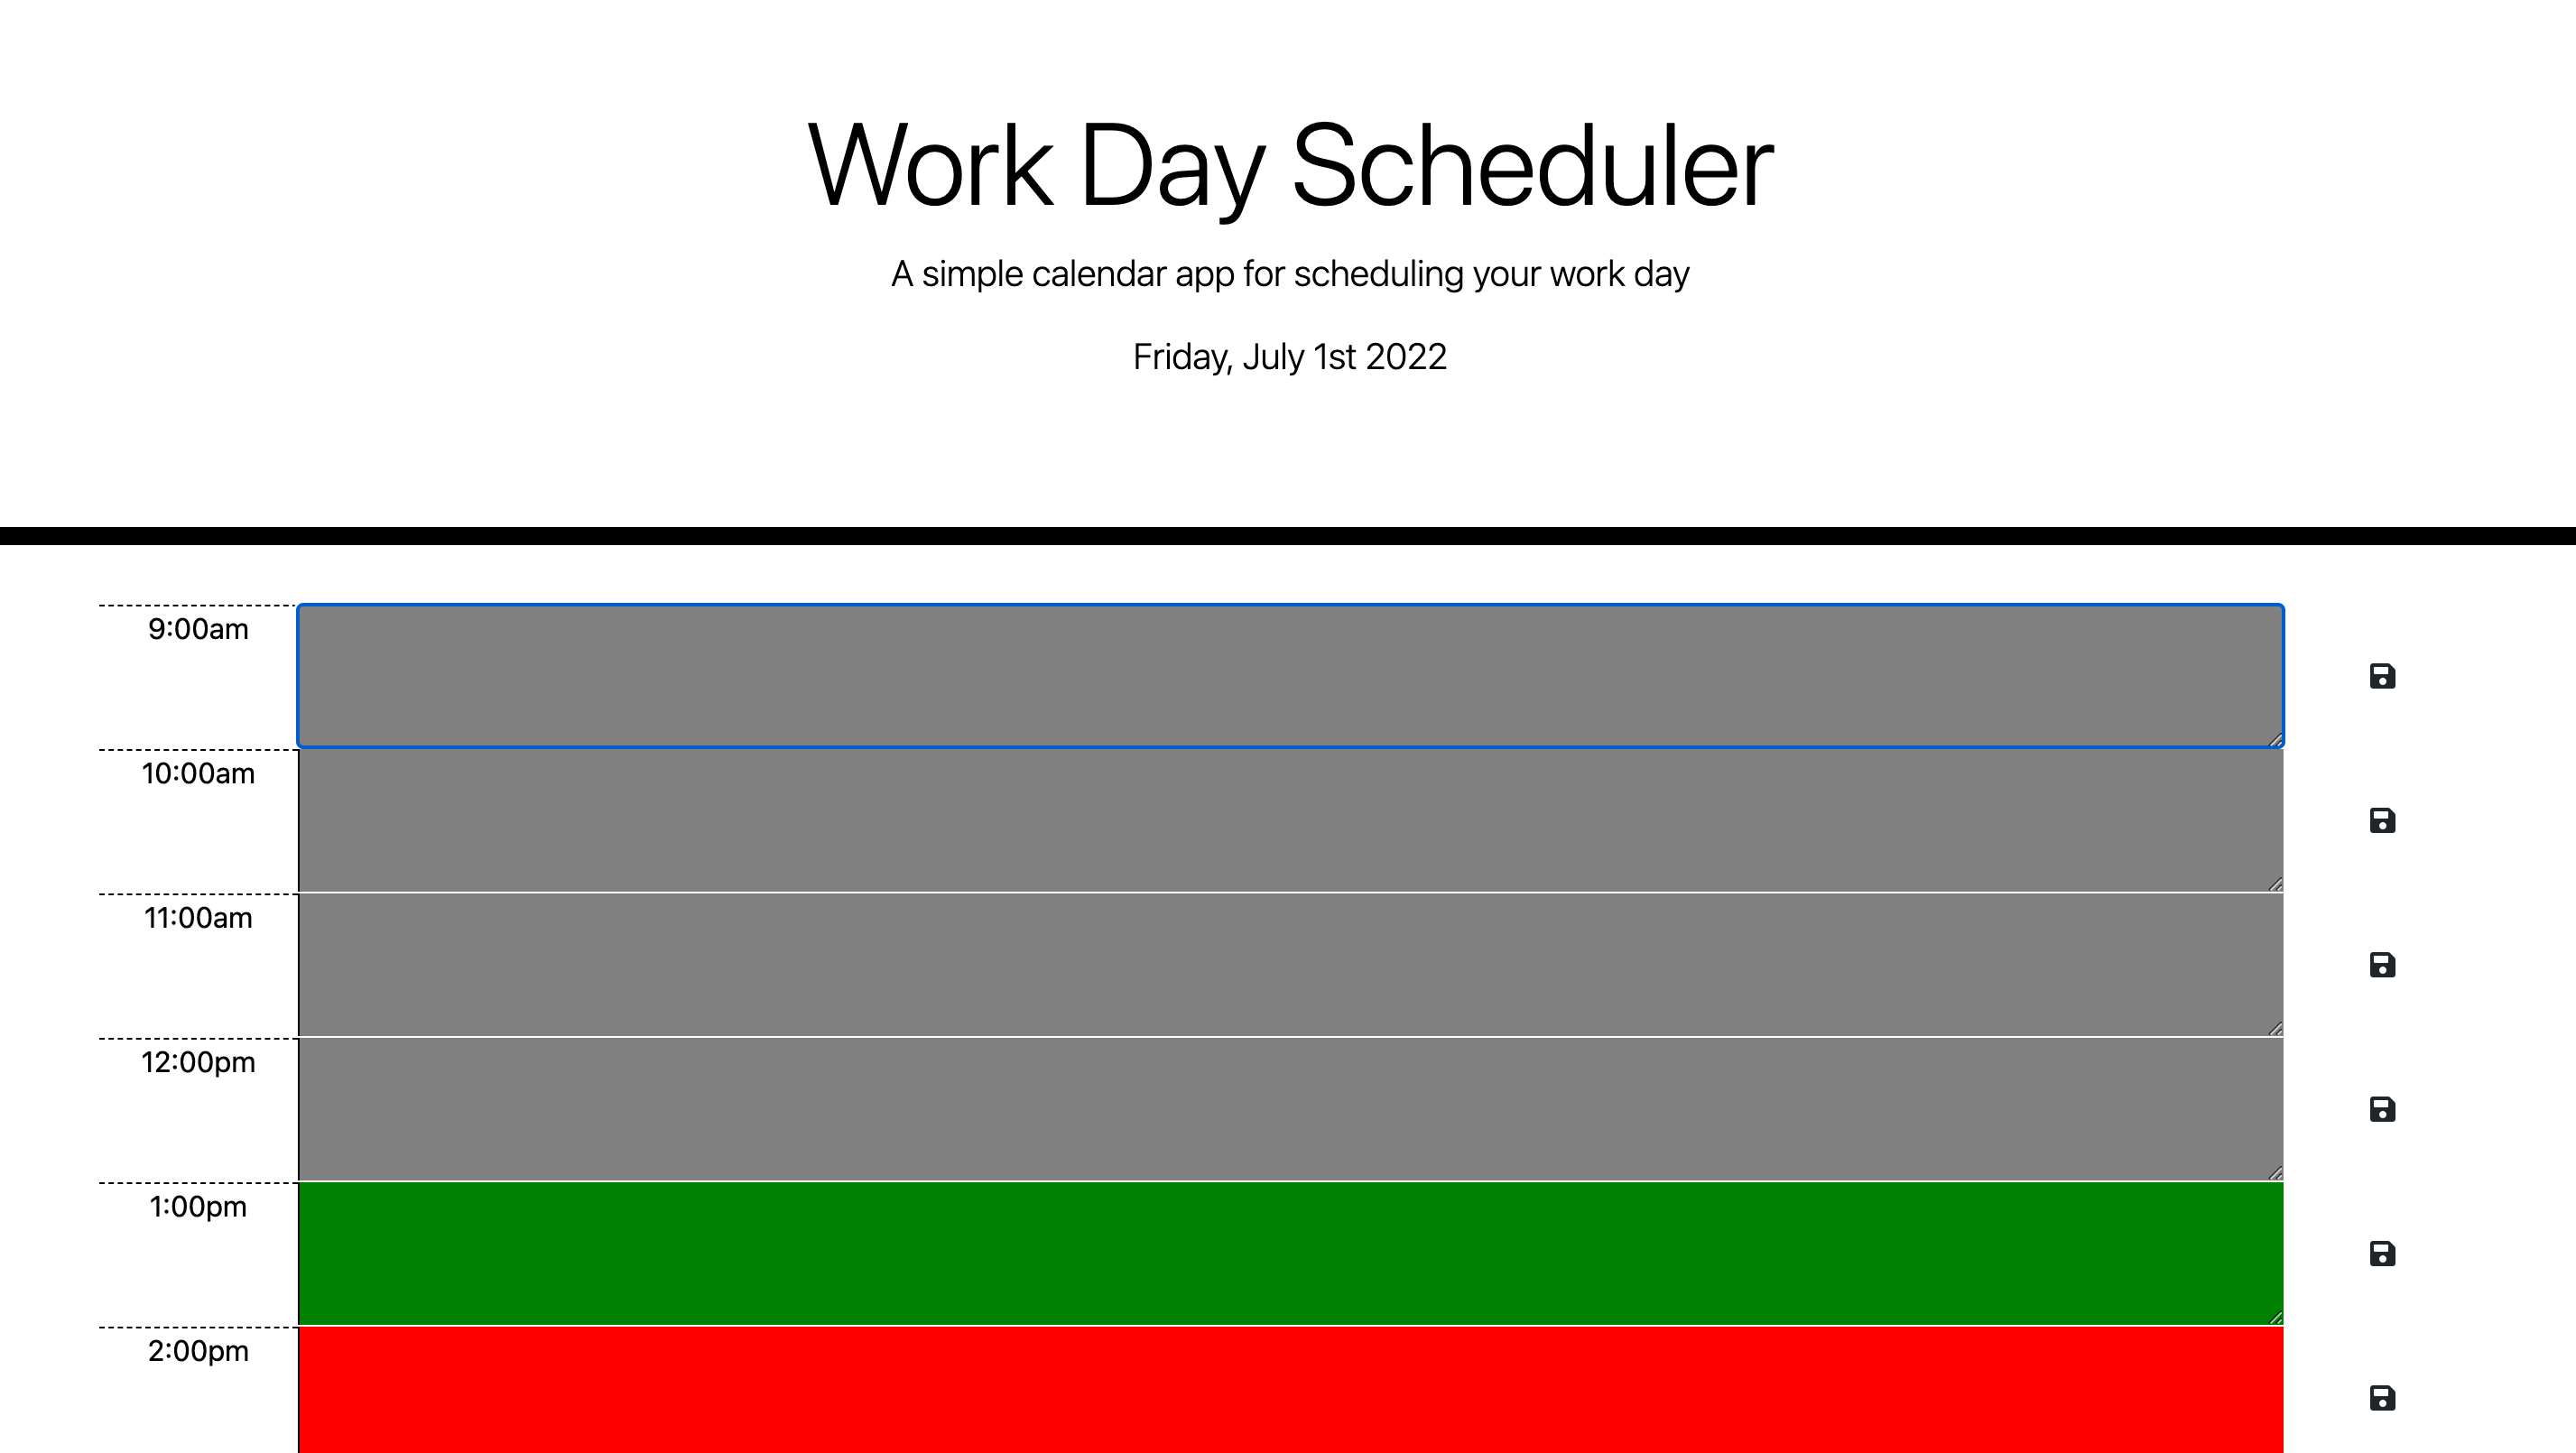 Work Day Scheduler
A simple calendar app for scheduling your work day
Friday, July 1st 2022
9:00am
10:00am
11:00am
12:00pm
1:00pm
2:00pm